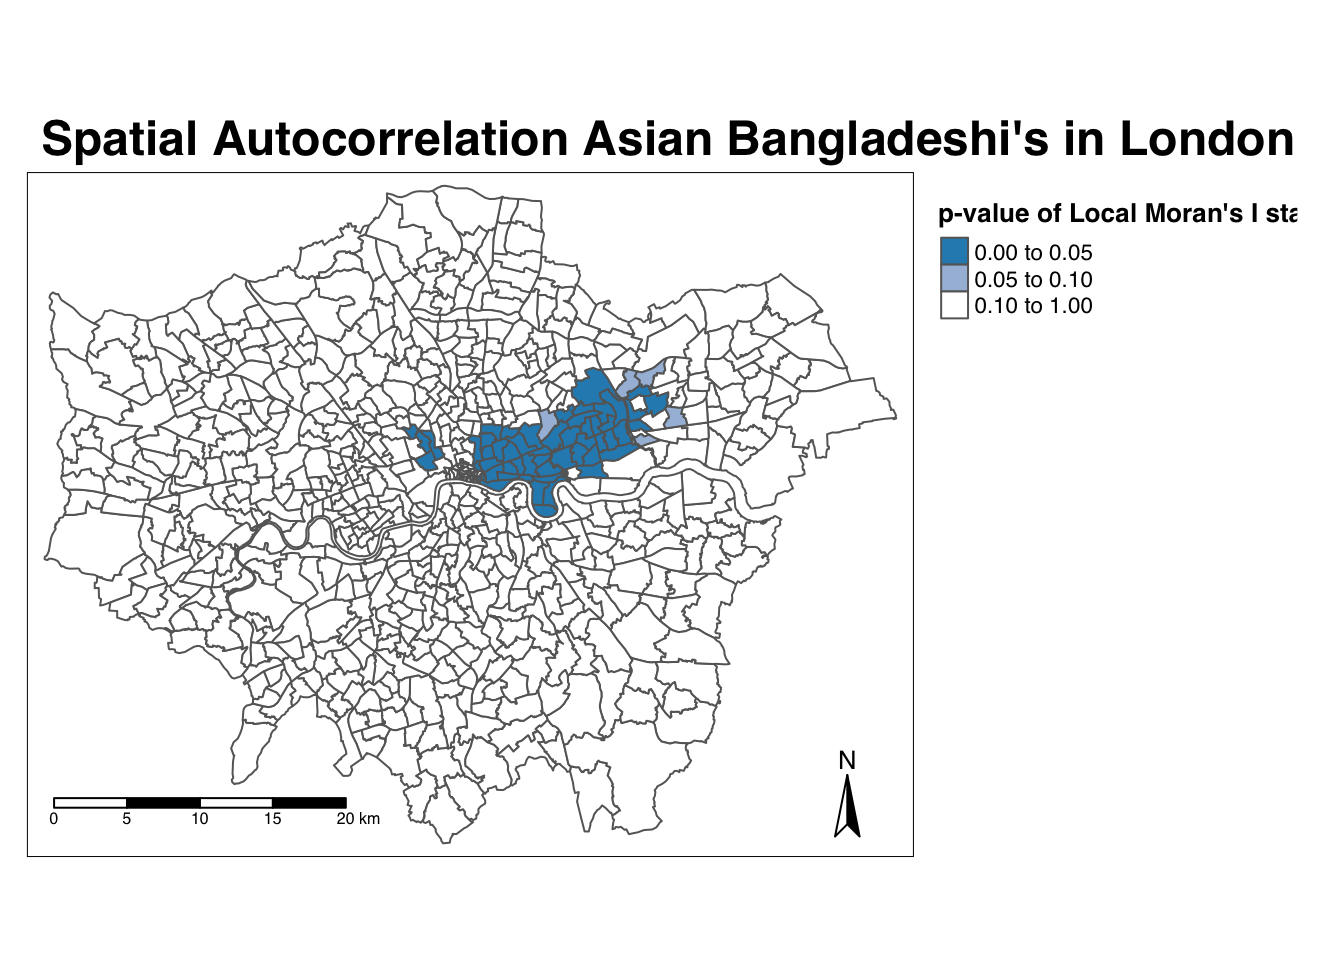 Spatial Autocorrelation Asian Bangladeshi's in London
p-value of Local Moran's I sta
0.00 to 0.05
0.05 to 0.10
0.10 to 1.00
N
0 5 10 15 20 km